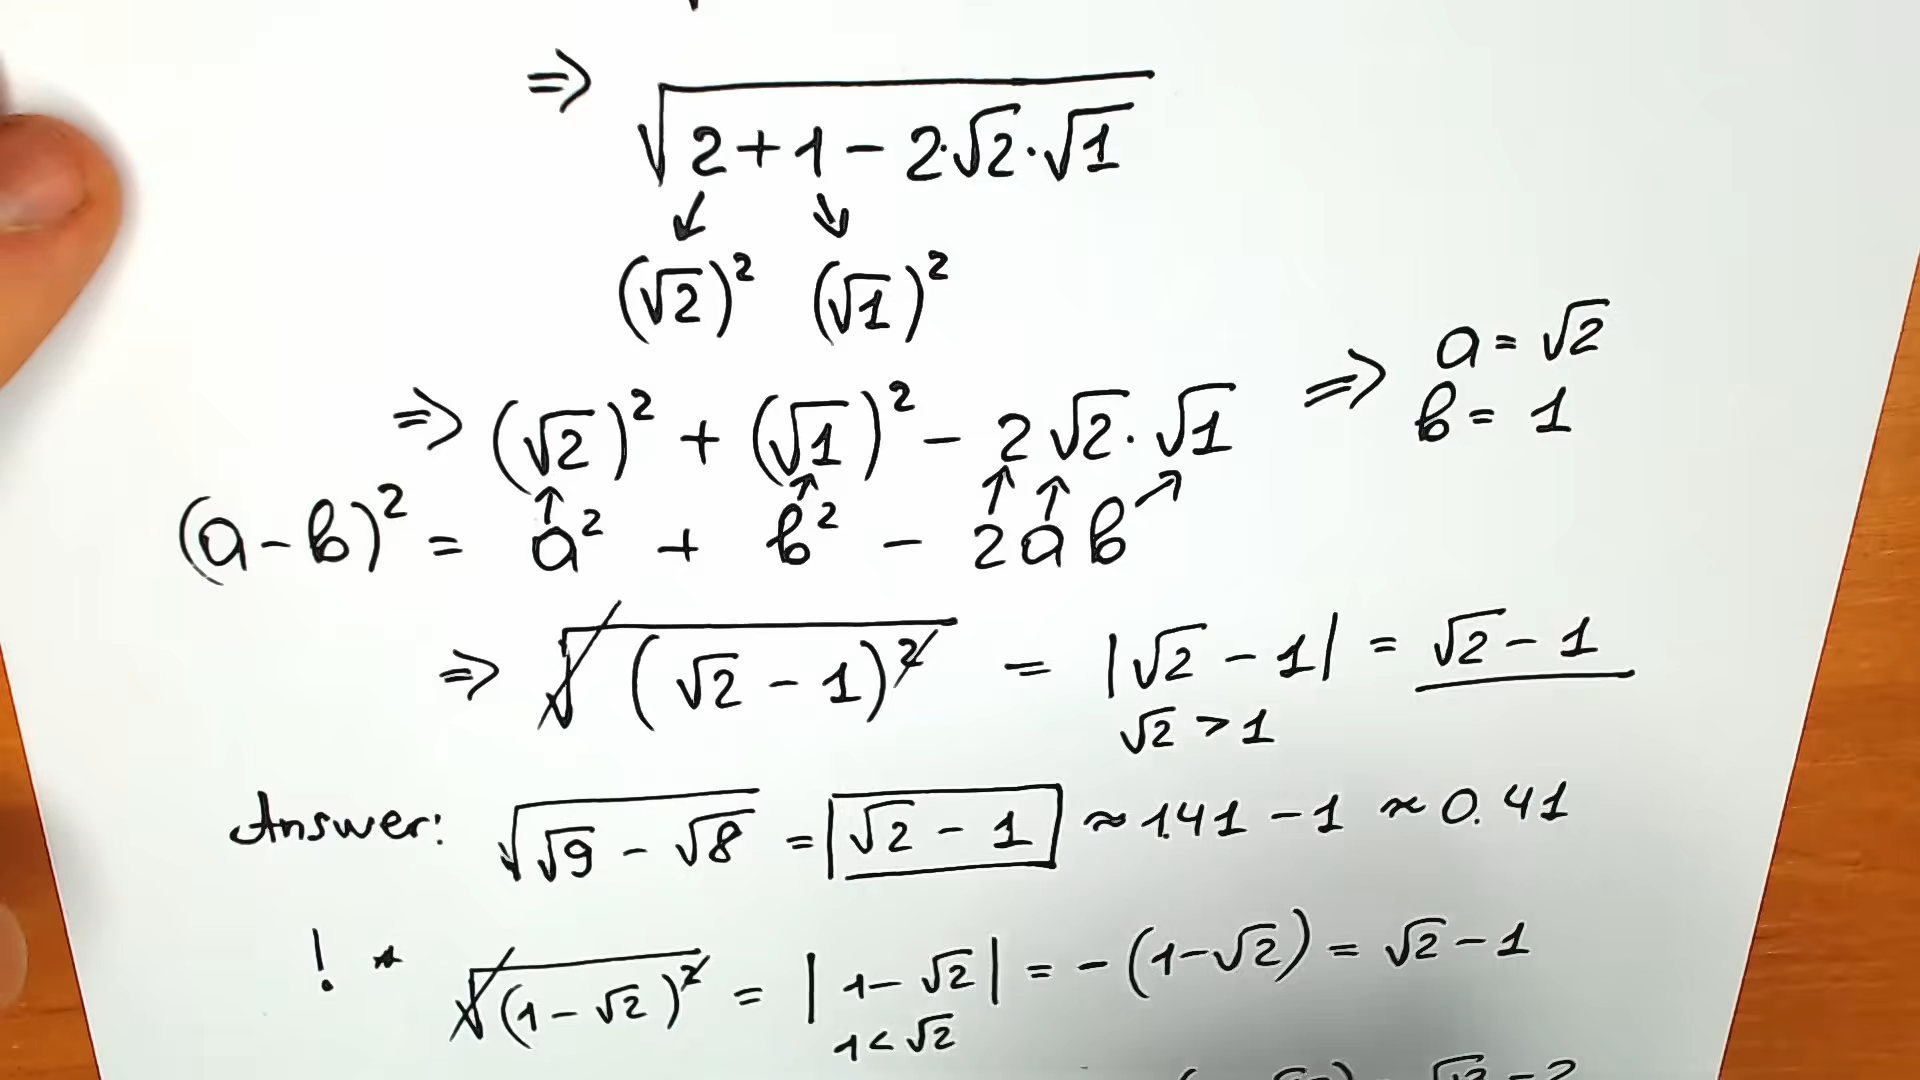 => √(2+1-2·√2·√1)
↙ ↘
(√2)² (√1)²
=> (√2)² + (√1)² - 2√2·√1 => a = √2
b = 1
(a-b)² = a² + b² - 2ab
=> √(√2-1)² = |√2-1| = √2-1
√2 > 1
Answer: √(√9-√8) = √2-1 ≈ 1.41-1 ≈ 0.41
! * √(1-√2)² = |1-√2| = -(1-√2) = √2-1
1<√2